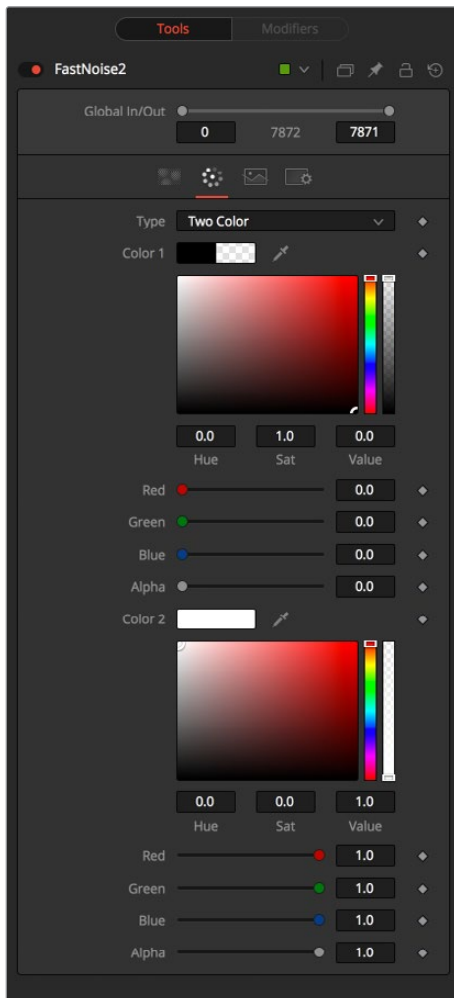 Tools Modifiers
FastNoise2
Global In/Out
0 7872 7871
Type Two Color
Color 1
0.0 1.0 0.0
Hue Sat Value
Red 0.0
Green 0.0
Blue 0.0
Alpha 0.0
Color 2
0.0 0.0 1.0
Hue Sat Value
Red 1.0
Green 1.0
Blue 1.0
Alpha 1.0